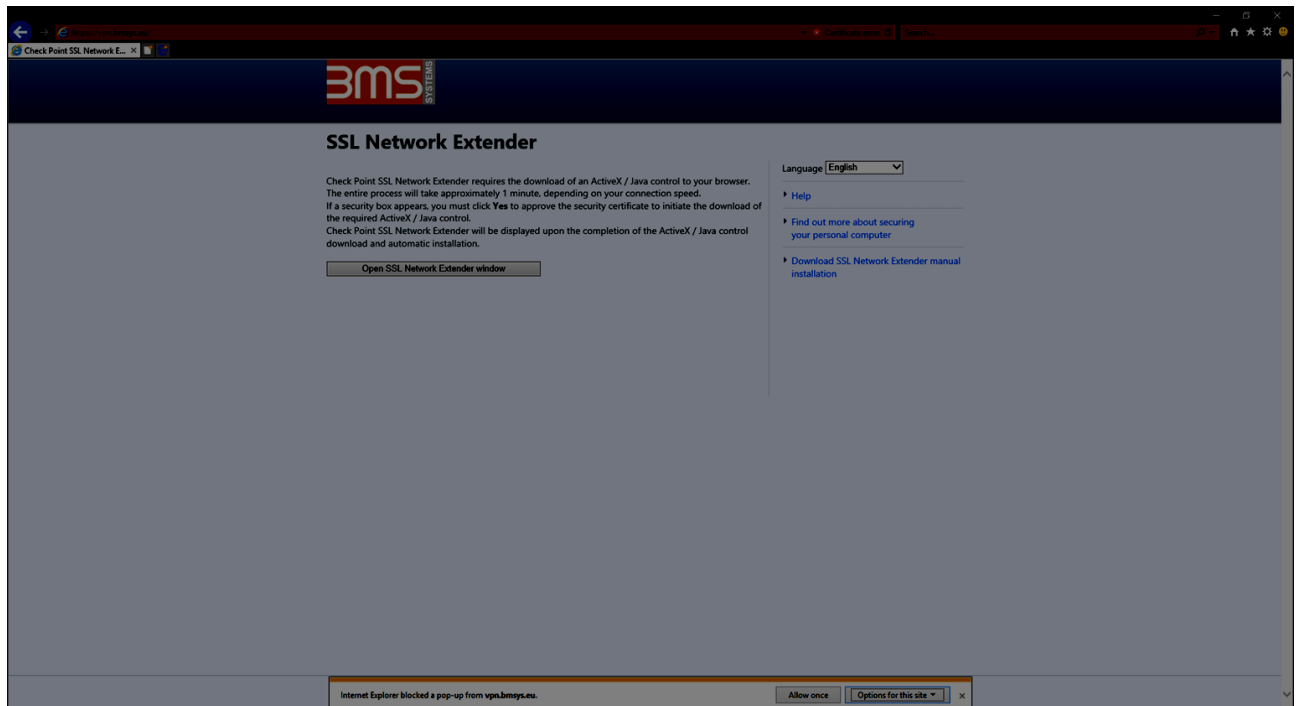 Certificate error
Search...
Check Point SSL Network E...
BMS
SYSTEMS
SSL Network Extender
Check Point SSL Network Extender requires the download of an ActiveX / Java control to your browser.
The entire process will take approximately 1 minute, depending on your connection speed.
If a security box appears, you must click Yes to approve the security certificate to initiate the download of
the required ActiveX / Java control.
Check Point SSL Network Extender will be displayed upon the completion of the ActiveX / Java control
download and automatic installation.
Open SSL Network Extender window
Language English
Help
Find out more about securing
your personal computer
Download SSL Network Extender manual
installation
Internet Explorer blocked a pop-up from vpn.bmsys.eu.
Allow once
Options for this site